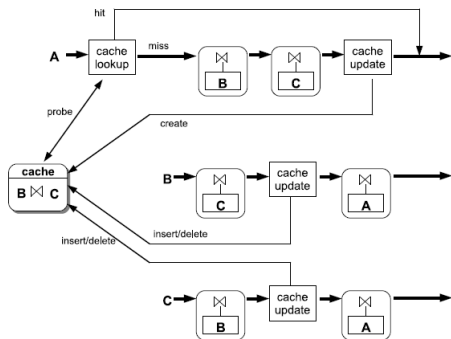 hit
A
cache
lookup
miss
⋈
B
⋈
C
cache
update
probe
create
cache
B ⋈ C
B
⋈
C
cache
update
⋈
A
insert/delete
insert/delete
C
⋈
B
cache
update
⋈
A